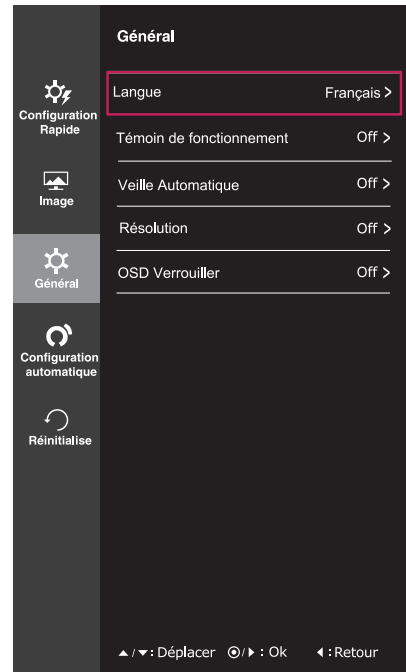 Général
Configuration
Rapide
Image
Général
Configuration
automatique
Réinitialise
Langue Français >
Témoin de fonctionnement Off >
Veille Automatique Off >
Résolution Off >
OSD Verrouiller Off >
▲/▼: Déplacer ⦿/▶ : Ok ◀ : Retour